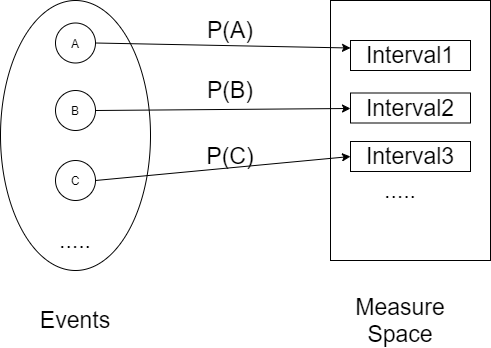 P(A)
A
Interval1
P(B)
B
Interval2
P(C)
C
Interval3
.....
.....
Events
Measure
Space